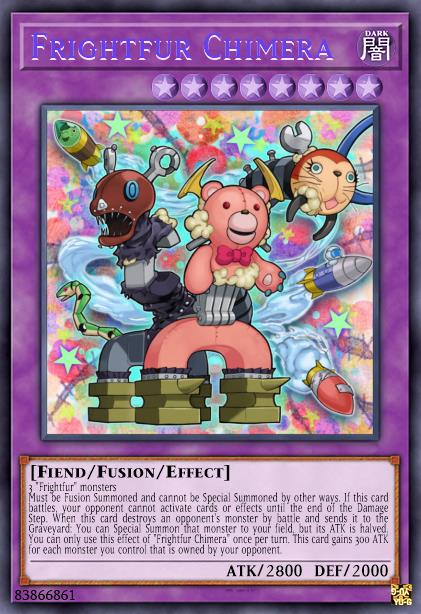 Frightfur Chimera
DARK
闇
[Fiend/Fusion/Effect]
3 "Frightfur" monsters
Must be Fusion Summoned and cannot be Special Summoned by other ways. If this card
battles, your opponent cannot activate cards or effects until the end of the Damage
Step. When this card destroys an opponent's monster by battle and sends it to the
Graveyard: You can Special Summon that monster to your field, but its ATK is halved.
You can only use this effect of "Frightfur Chimera" once per turn. This card gains 300 ATK
for each monster you control that is owned by your opponent.
ATK/2800 DEF/2000
83866861